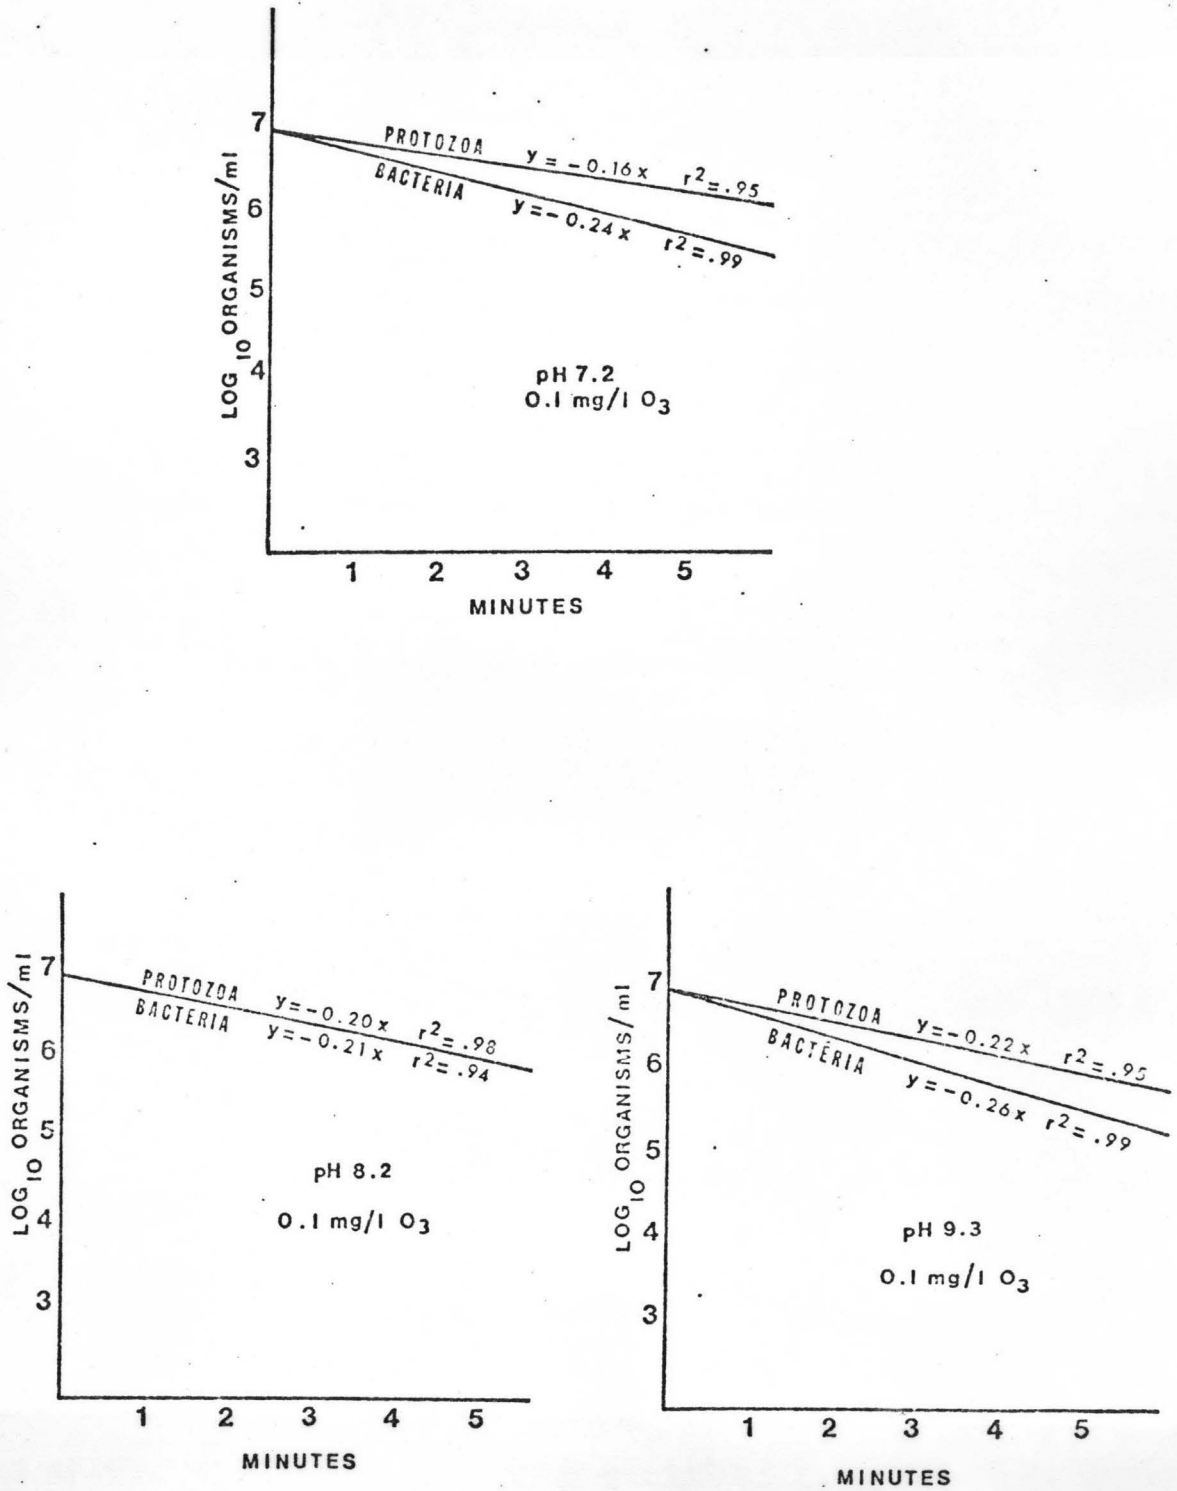 7
PROTOZOA y = -0.16x r² = .95
BACTERIA y = -0.24x r² = .99
6
5
4
3
LOG₁₀ ORGANISMS/ml
pH 7.2
0.1 mg/l O₃
1 2 3 4 5
MINUTES
7
PROTOZOA y = -0.20x r² = .98
BACTERIA y = -0.21x r² = .94
6
5
4
3
LOG₁₀ ORGANISMS/ml
pH 8.2
0.1 mg/l O₃
1 2 3 4 5
MINUTES
7
PROTOZOA y = -0.22x r² = .95
BACTERIA y = -0.26x r² = .99
6
5
4
3
LOG₁₀ ORGANISMS/ml
pH 9.3
0.1 mg/l O₃
1 2 3 4 5
MINUTES